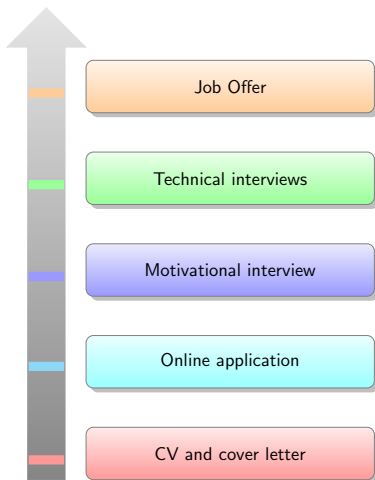 Job Offer
Technical interviews
Motivational interview
Online application
CV and cover letter